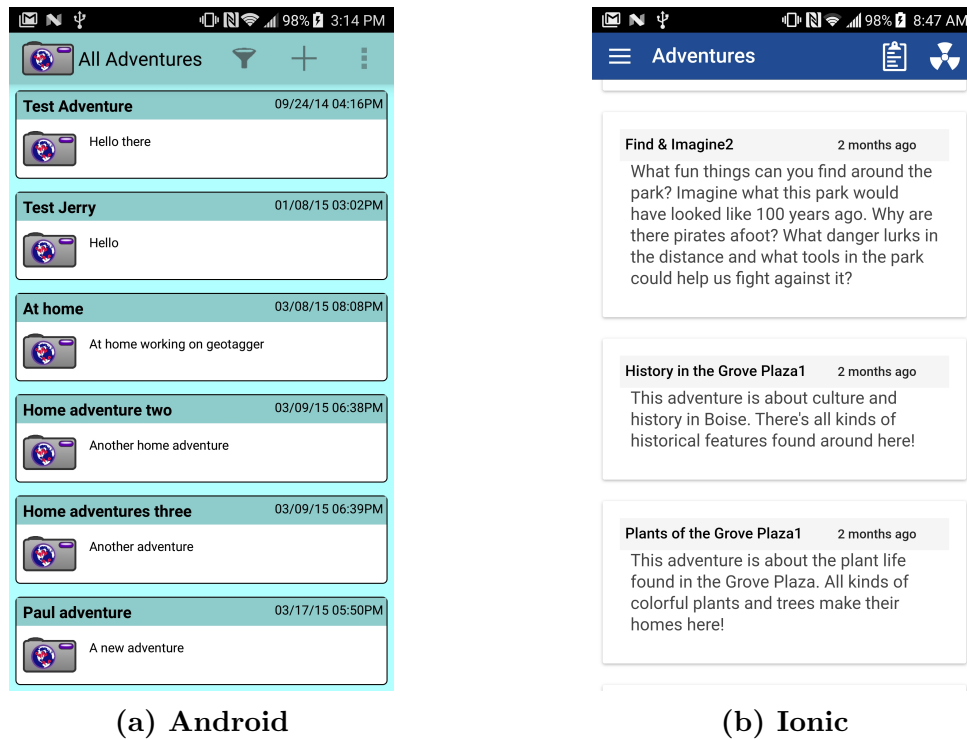 98% 3:14 PM
All Adventures
Test Adventure 09/24/14 04:16PM
Hello there
Test Jerry 01/08/15 03:02PM
Hello
At home 03/08/15 08:08PM
At home working on geotagger
Home adventure two 03/09/15 06:38PM
Another home adventure
Home adventures three 03/09/15 06:39PM
Another adventure
Paul adventure 03/17/15 05:50PM
A new adventure
(a) Android
98% 8:47 AM
Adventures
Find & Imagine2 2 months ago
What fun things can you find around the
park? Imagine what this park would
have looked like 100 years ago. Why are
there pirates afoot? What danger lurks in
the distance and what tools in the park
could help us fight against it?
History in the Grove Plaza1 2 months ago
This adventure is about culture and
history in Boise. There's all kinds of
historical features found around here!
Plants of the Grove Plaza1 2 months ago
This adventure is about the plant life
found in the Grove Plaza. All kinds of
colorful plants and trees make their
homes here!
(b) Ionic